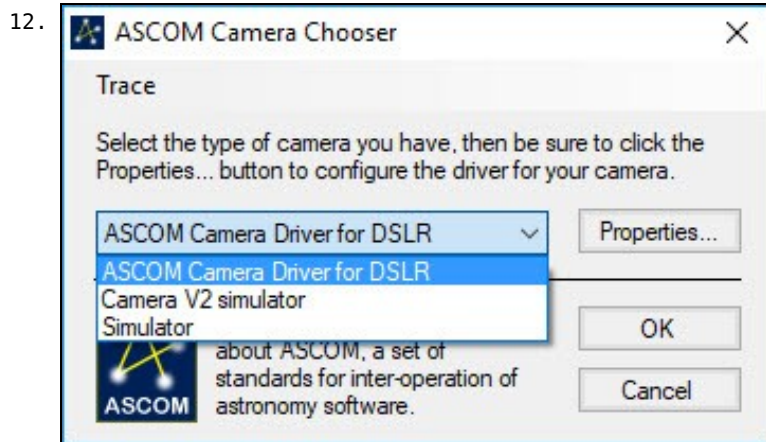 12.
ASCOM Camera Chooser
Trace
Select the type of camera you have, then be sure to click the
Properties... button to configure the driver for your camera.
ASCOM Camera Driver for DSLR
Properties...
ASCOM Camera Driver for DSLR
Camera V2 simulator
Simulator
OK
about ASCOM, a set of
standards for inter-operation of
astronomy software.
ASCOM
Cancel